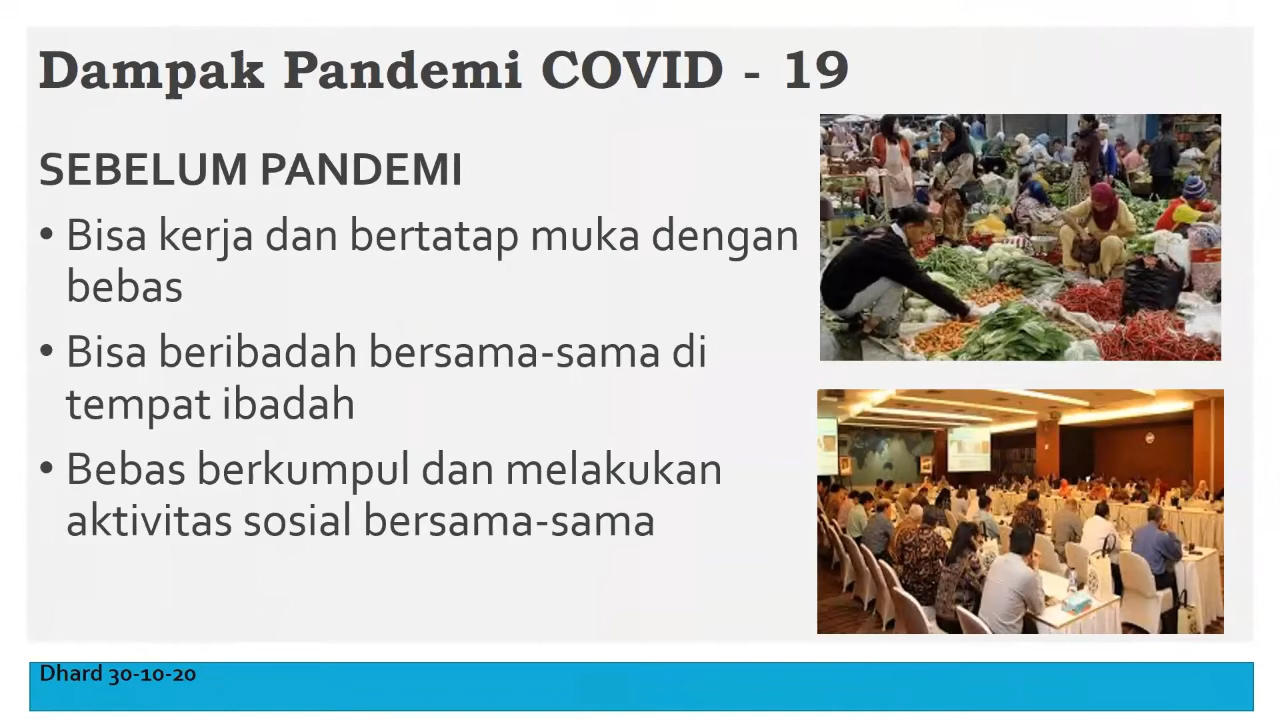 Dampak Pandemi COVID - 19
SEBELUM PANDEMI
• Bisa kerja dan bertatap muka dengan
bebas
• Bisa beribadah bersama-sama di
tempat ibadah
• Bebas berkumpul dan melakukan
aktivitas sosial bersama-sama
Dhard 30-10-20